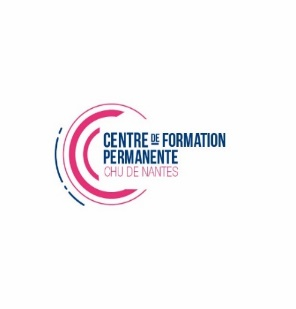 CENTRE DE FORMATION
PERMANENTE
CHU DE NANTES